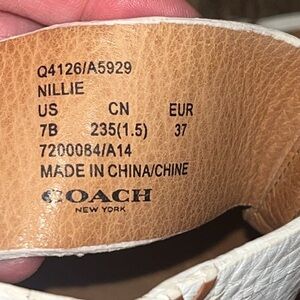 Q4126/A5929
NILLIE
US CN EUR
7B 235(1.5) 37
7200084/A14
MADE IN CHINA/CHINE
COACH
NEW YORK